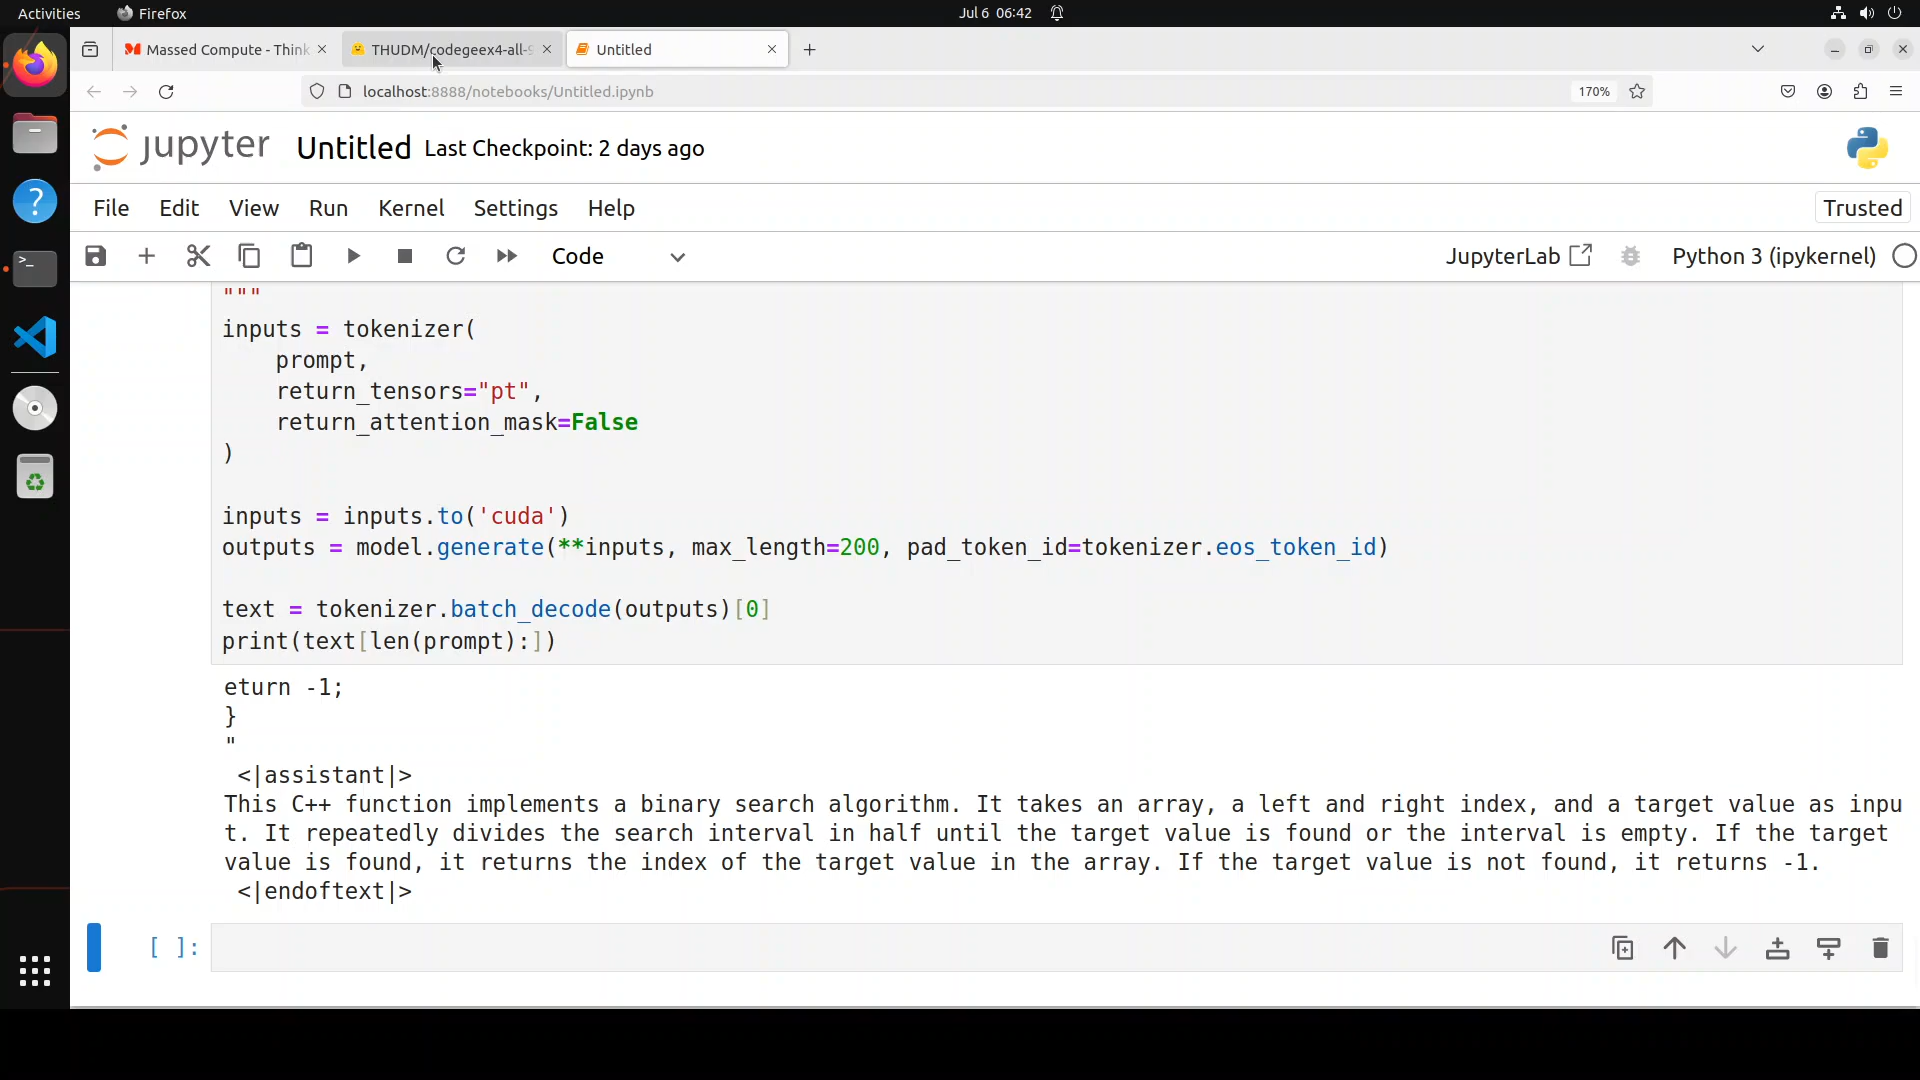 Activities Firefox Jul 6 06:42
Massed Compute - Think THUDM/codegeex4-all-9 Untitled
localhost:8888/notebooks/Untitled.ipynb 170%
jupyter Untitled Last Checkpoint: 2 days ago
File Edit View Run Kernel Settings Help Trusted
Code JupyterLab Python 3 (ipykernel)
"""
inputs = tokenizer(
    prompt,
    return_tensors="pt",
    return_attention_mask=False
)
inputs = inputs.to('cuda')
outputs = model.generate(**inputs, max_length=200, pad_token_id=tokenizer.eos_token_id)
text = tokenizer.batch_decode(outputs)[0]
print(text[len(prompt):])
eturn -1;
}
"
<|assistant|>
This C++ function implements a binary search algorithm. It takes an array, a left and right index, and a target value as inpu
t. It repeatedly divides the search interval in half until the target value is found or the interval is empty. If the target
value is found, it returns the index of the target value in the array. If the target value is not found, it returns -1.
<|endoftext|>
[ ]: